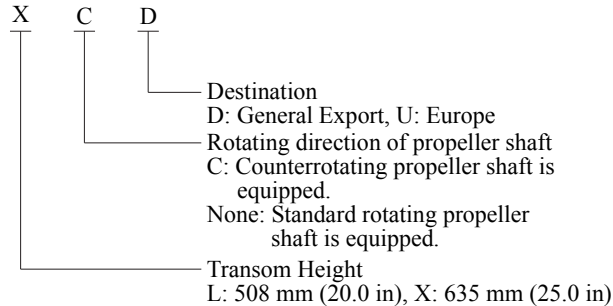 X C D
Destination
D: General Export, U: Europe
Rotating direction of propeller shaft
C: Counterrotating propeller shaft is
equipped.
None: Standard rotating propeller
shaft is equipped.
Transom Height
L: 508 mm (20.0 in), X: 635 mm (25.0 in)